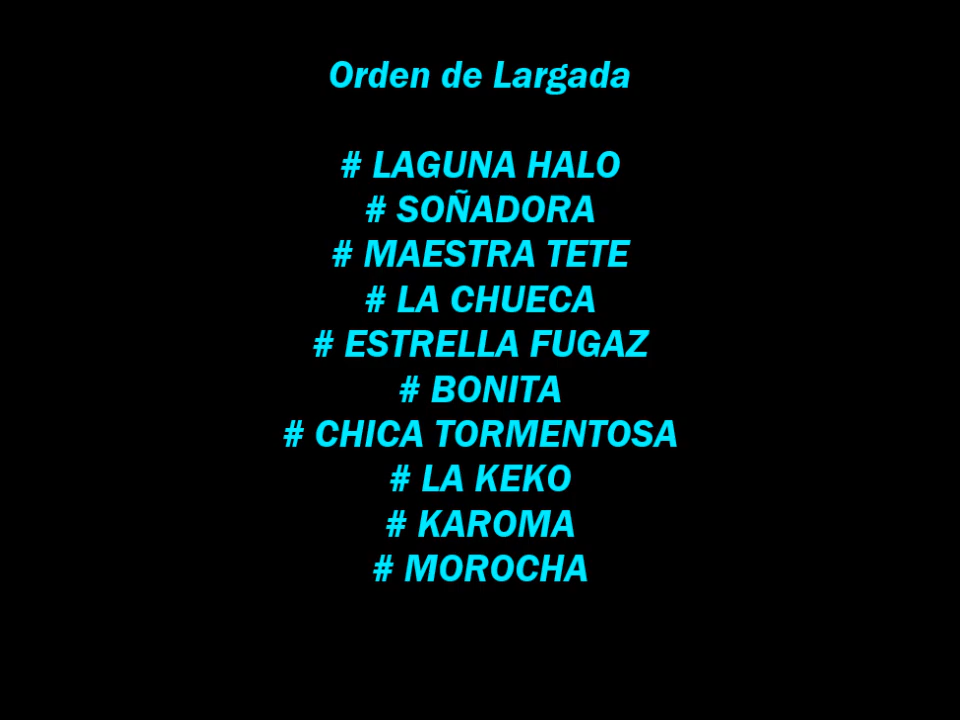 Orden de Largada
# LAGUNA HALO
# SOÑADORA
# MAESTRA TETE
# LA CHUECA
# ESTRELLA FUGAZ
# BONITA
# CHICA TORMENTOSA
# LA KEKO
# KAROMA
# MOROCHA